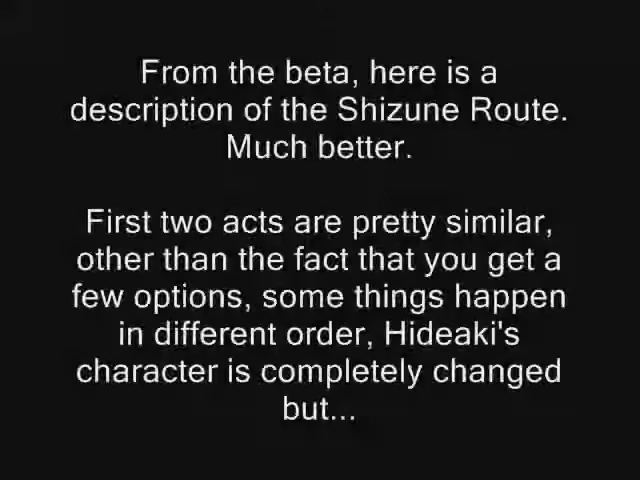 From the beta, here is a
description of the Shizune Route.
Much better.
First two acts are pretty similar,
other than the fact that you get a
few options, some things happen
in different order, Hideaki's
character is completely changed
but...